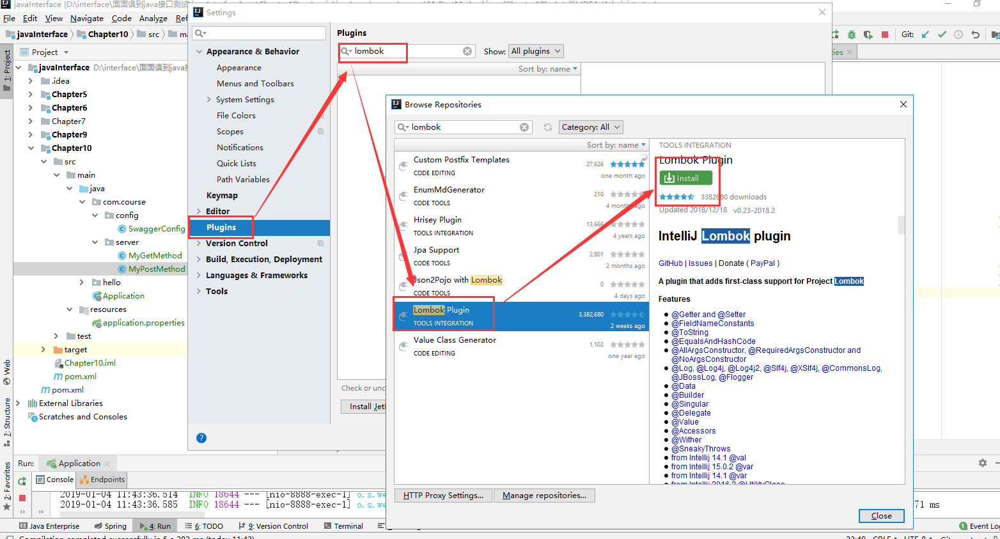 javaInterface [D:\interface\面面俱到java接口测试
Settings
File Edit View Navigate Code Analyze Ref
javaInterface Chapter10 src
Git:
Project
javaInterface D:\interface\面面俱到java接
.idea
Chapter5
Chapter6
Chapter7
Chapter9
Chapter10
src
main
java
com.course
config
SwaggerConfig
server
MyGetMethod
MyPostMethod
hello
Application
resources
application.properties
test
target
Chapter10.iml
pom.xml
pom.xml
External Libraries
Scratches and Consoles
1: Project
Web
7: Structure
2: Favorites
Appearance & Behavior
Appearance
Menus and Toolbars
System Settings
File Colors
Scopes
Notifications
Quick Lists
Path Variables
Keymap
Editor
Plugins
Version Control
Build, Execution, Deployment
Languages & Frameworks
Tools
Plugins
lombok
Show: All plugins
Sort by: name
Check or unc
Install Jet
Browse Repositories
lombok
Category: All
Sort by: name
Custom Postfix Templates
27,626
CODE EDITING
one month ago
EnumMdGenerator
210
CODE TOOLS
4 months ago
Hrisey Plugin
13,666
TOOLS INTEGRATION
4 years ago
Jpa Support
2,801
CODE TOOLS
2 months ago
Json2Pojo with Lombok
0
CODE TOOLS
4 days ago
Lombok Plugin
3,382,680
TOOLS INTEGRATION
2 weeks ago
Value Class Generator
1,102
CODE EDITING
one year ago
TOOLS INTEGRATION
Lombok Plugin
Install
3382680 downloads
Updated 2018/12/18 v0.23-2018.2
IntelliJ Lombok plugin
GitHub | Issues | Donate ( PayPal )
A plugin that adds first-class support for Project Lombok
Features
@Getter and @Setter
@FieldNameConstants
@ToString
@EqualsAndHashCode
@AllArgsConstructor, @RequiredArgsConstructor and
@NoArgsConstructor
@Log, @Log4j, @Log4j2, @Slf4j, @XSlf4j, @CommonsLog,
@JBossLog, @Flogger
@Data
@Builder
@Singular
@Delegate
@Value
@Accessors
@Wither
@SneakyThrows
from Intellij 14.1 @val
from Intellij 15.0.2 @var
from Intellij 14.1 @var
from Intellij 2016.2 @UtilityClass
HTTP Proxy Settings...
Manage repositories...
Close
Run: Application
Console Endpoints
2019-01-04 11:43:36.514 INFO 18644 --- [nio-8888-exec-1] o.s.we
2019-01-04 11:43:36.585 INFO 18644 --- [nio-8888-exec-1] o.s.we
71 ms
Java Enterprise Spring 4: Run 6: TODO 9: Version Control Terminal
1 Event Log
Compilation completed successfully in 5 s 282 ms (today 11:43)
23:49 CRLF UTF-8 Git